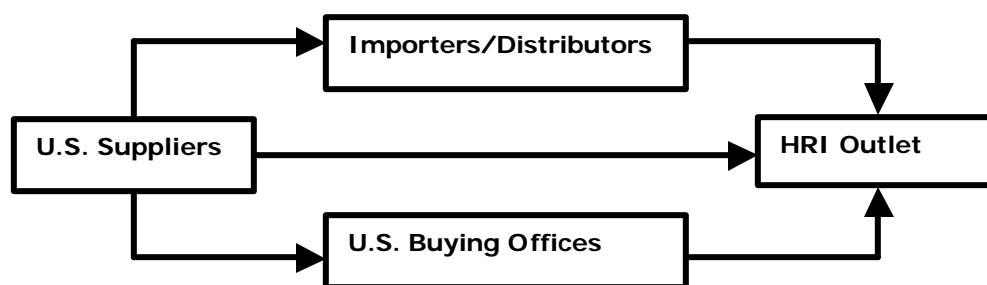 Importers/Distributors
U.S. Suppliers
HRI Outlet
U.S. Buying Offices